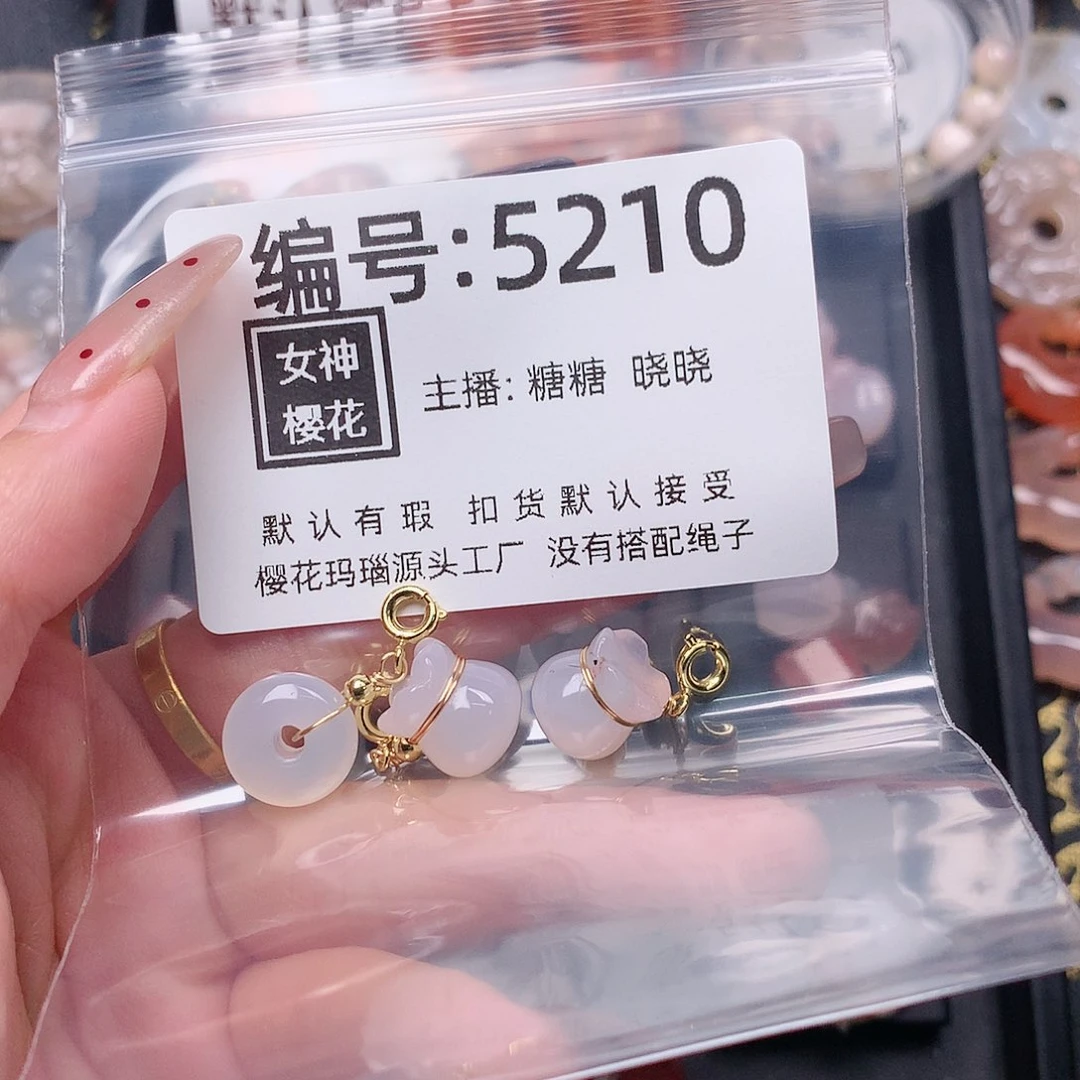 编号:5210
女神
樱花
主播: 糖糖 晓晓
默认有瑕 扣货默认接受
樱花玛瑙源头工厂 没有搭配绳子